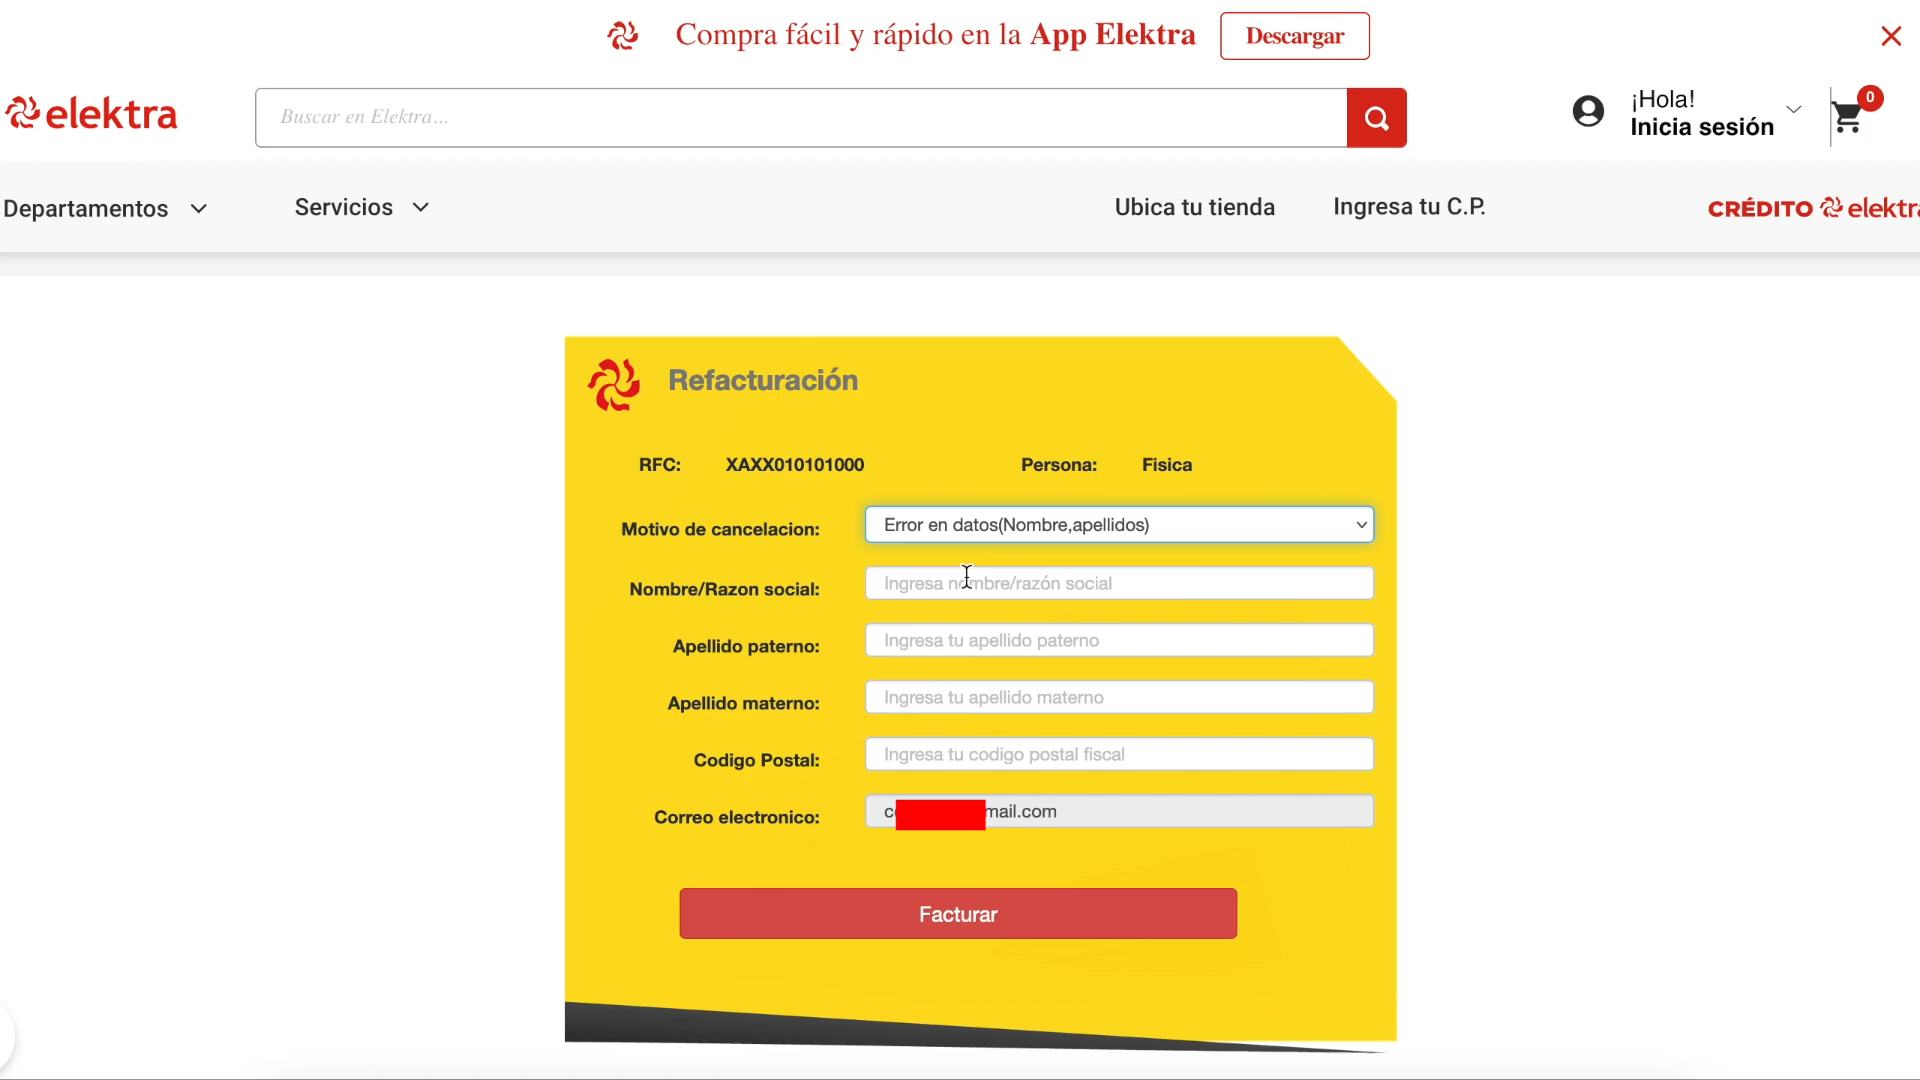 Compra fácil y rápido en la App Elektra
Descargar
elektra
Buscar en Elektra...
¡Hola!
Inicia sesión
0
Departamentos
Servicios
Ubica tu tienda
Ingresa tu C.P.
CRÉDITO elektra
Refacturación
RFC: XAXX010101000
Persona: Fisica
Motivo de cancelacion: Error en datos(Nombre,apellidos)
Nombre/Razon social: Ingresa nombre/razón social
Apellido paterno: Ingresa tu apellido paterno
Apellido materno: Ingresa tu apellido materno
Codigo Postal: Ingresa tu codigo postal fiscal
Correo electronico: mail.com
Facturar